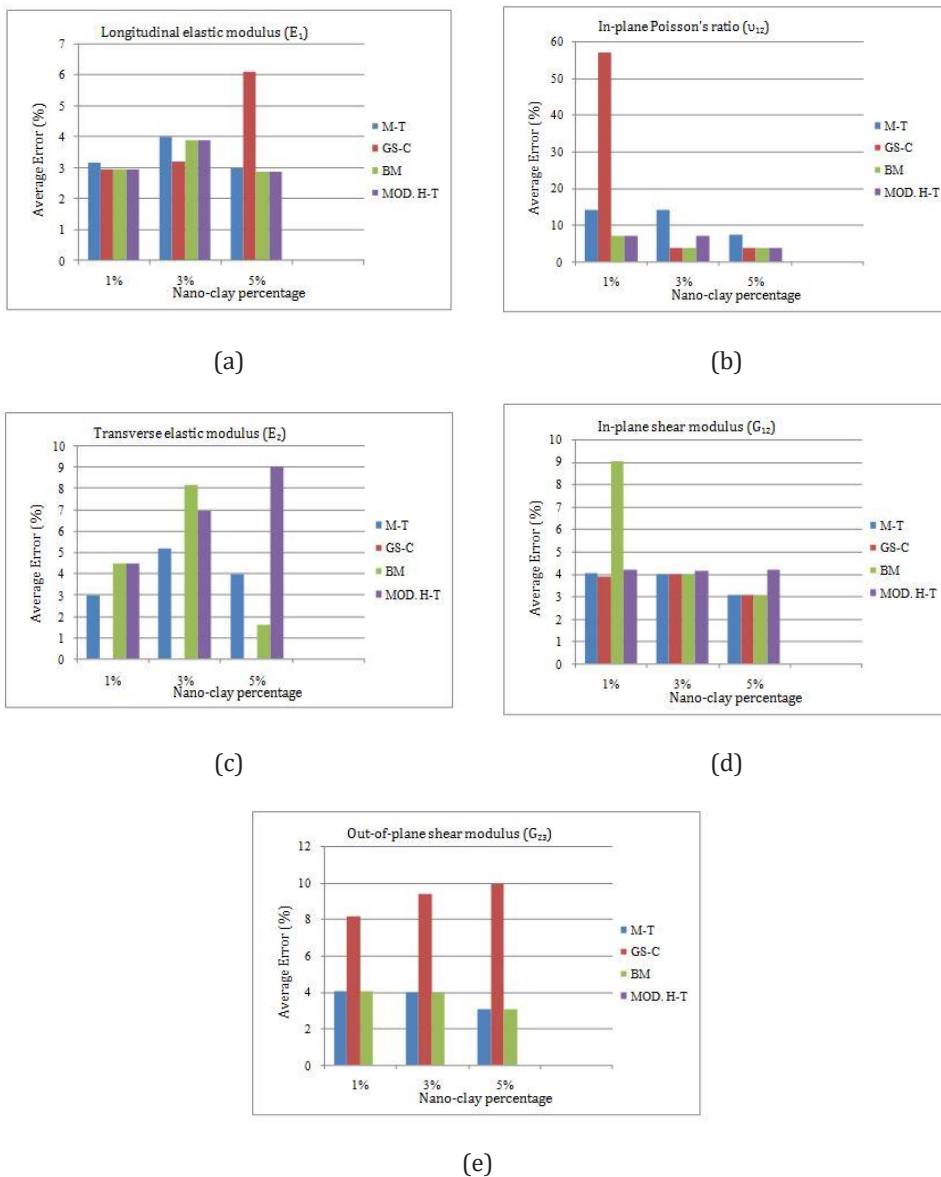 Longitudinal elastic modulus (E₁)
Average Error (%)
7
6
5
4
3
2
1
0
1% 3% 5%
Nano-clay percentage
M-T
GS-C
BM
MOD. H-T
(a)
In-plane Poisson's ratio (υ₁₂)
Average Error (%)
60
50
40
30
20
10
0
1% 3% 5%
Nano-clay percentage
M-T
GS-C
BM
MOD. H-T
(b)
Transverse elastic modulus (E₂)
Average Error (%)
10
9
8
7
6
5
4
3
2
1
0
1% 3% 5%
Nano-clay percentage
M-T
GS-C
BM
MOD. H-T
(c)
In-plane shear modulus (G₁₂)
Average Error (%)
10
9
8
7
6
5
4
3
2
1
0
1% 3% 5%
Nano-clay percentage
M-T
GS-C
BM
MOD. H-T
(d)
Out-of-plane shear modulus (G₂₃)
Average Error (%)
12
10
8
6
4
2
0
1% 3% 5%
Nano-clay percentage
M-T
GS-C
BM
MOD. H-T
(e)